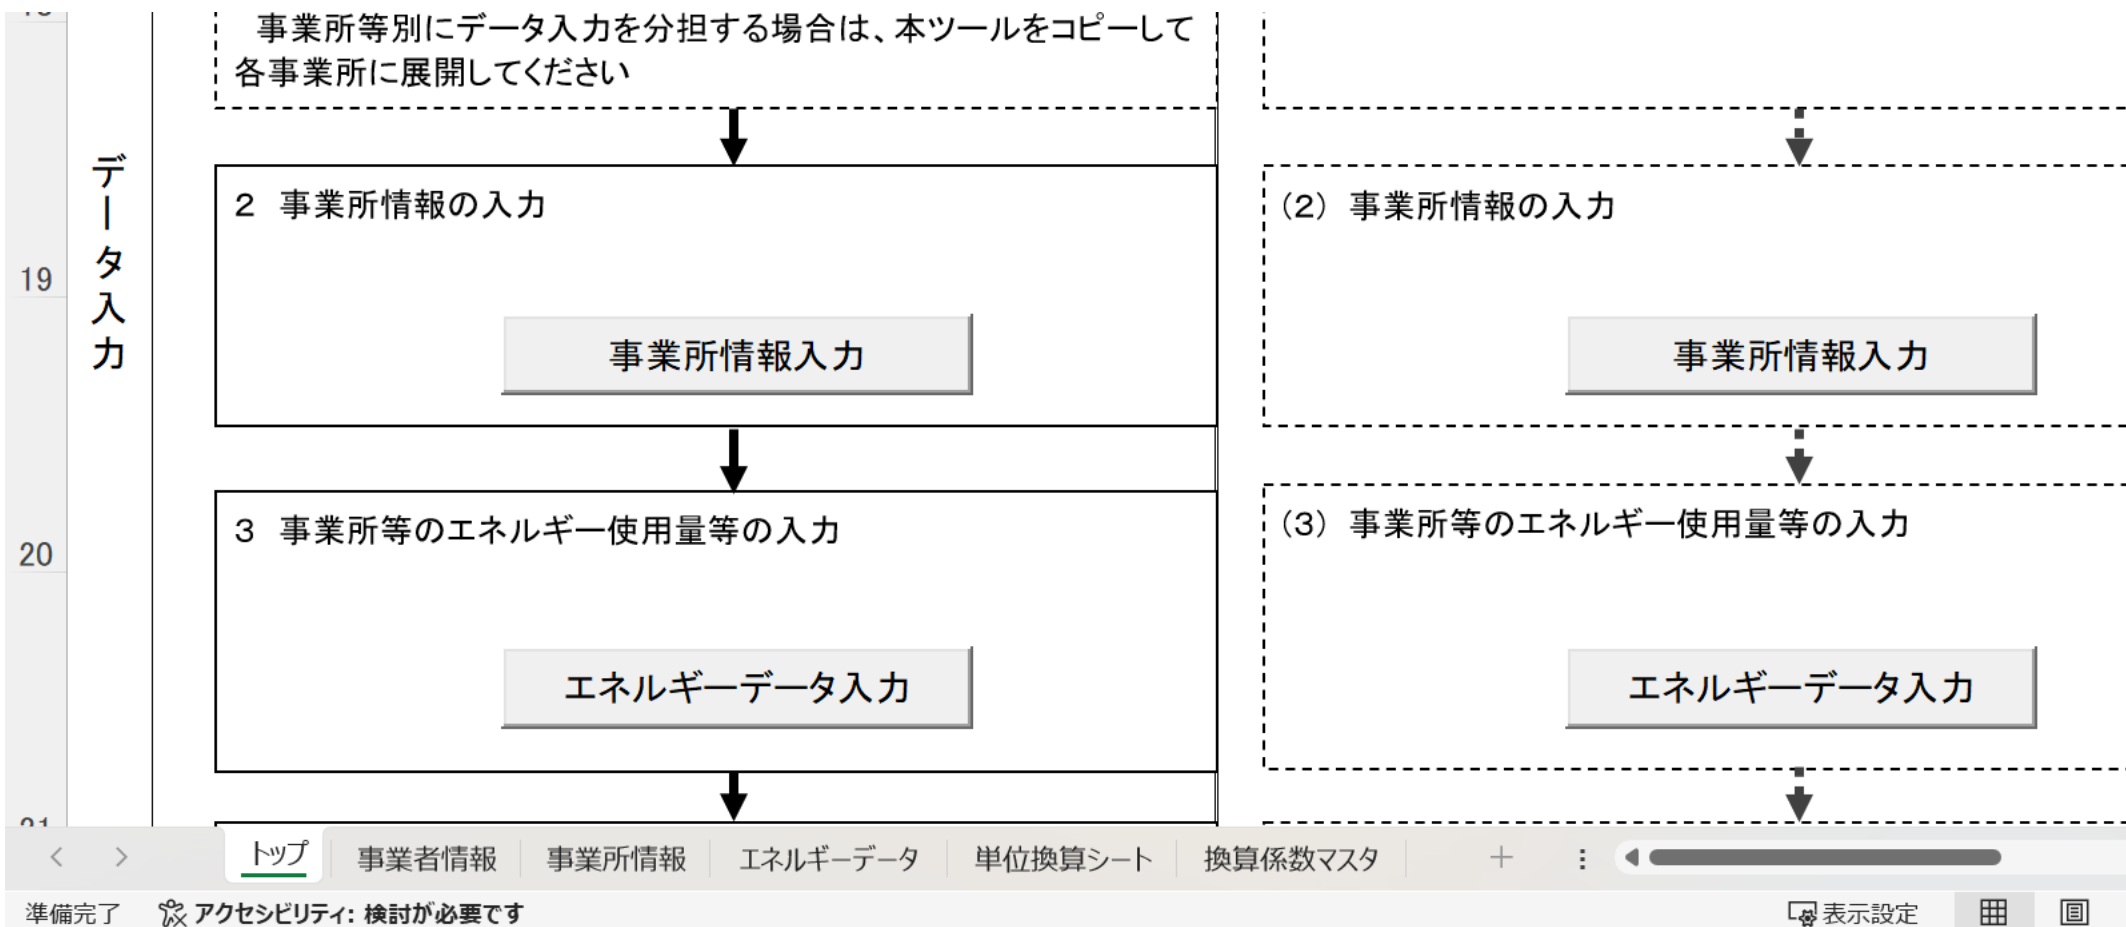 事業所等別にデータ入力を分担する場合は、本ツールをコピーして
各事業所に展開してください
データ入力
19
20
2 事業所情報の入力
事業所情報入力
3 事業所等のエネルギー使用量等の入力
エネルギーデータ入力
(2) 事業所情報の入力
事業所情報入力
(3) 事業所等のエネルギー使用量等の入力
エネルギーデータ入力
トップ 事業者情報 事業所情報 エネルギーデータ 単位換算シート 換算係数マスタ
準備完了 アクセシビリティ: 検討が必要です 表示設定